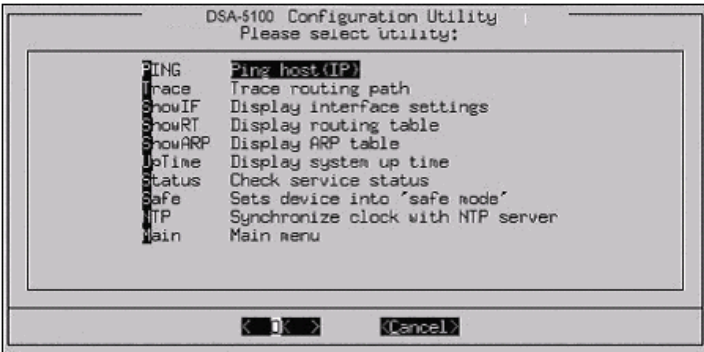 DSA-5100 Configuration Utility
Please select utility:
PING Ping host(IP)
Trace Trace routing path
ShowIF Display interface settings
ShowRT Display routing table
ShowARP Display ARP table
UpTime Display system up time
Status Check service status
Safe Sets device into 'safe mode'
NTP Synchronize clock with NTP server
Main Main menu
< OK > <Cancel>